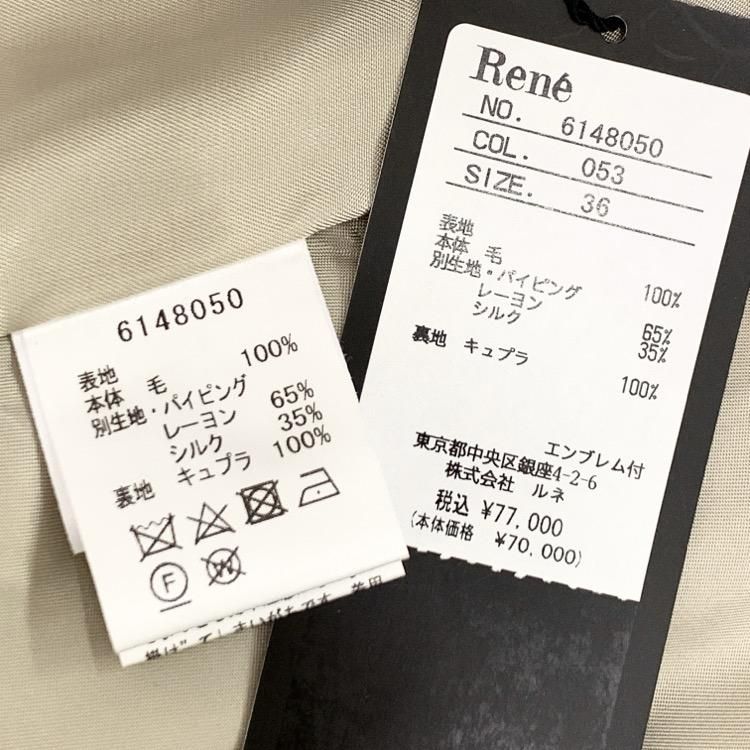 René
NO. 6148050
COL. 053
SIZE. 36
表地
本体 毛 100%
別生地・パイピング
レーヨン 65%
シルク 35%
裏地 キュプラ 100%
エンブレム付
東京都中央区銀座4-2-6
株式会社 ルネ
税込 ¥77,000
(本体価格 ¥70,000)
6148050
表地
本体 毛 100%
別生地・パイピング
レーヨン 65%
シルク 35%
裏地 キュプラ 100%
F
W